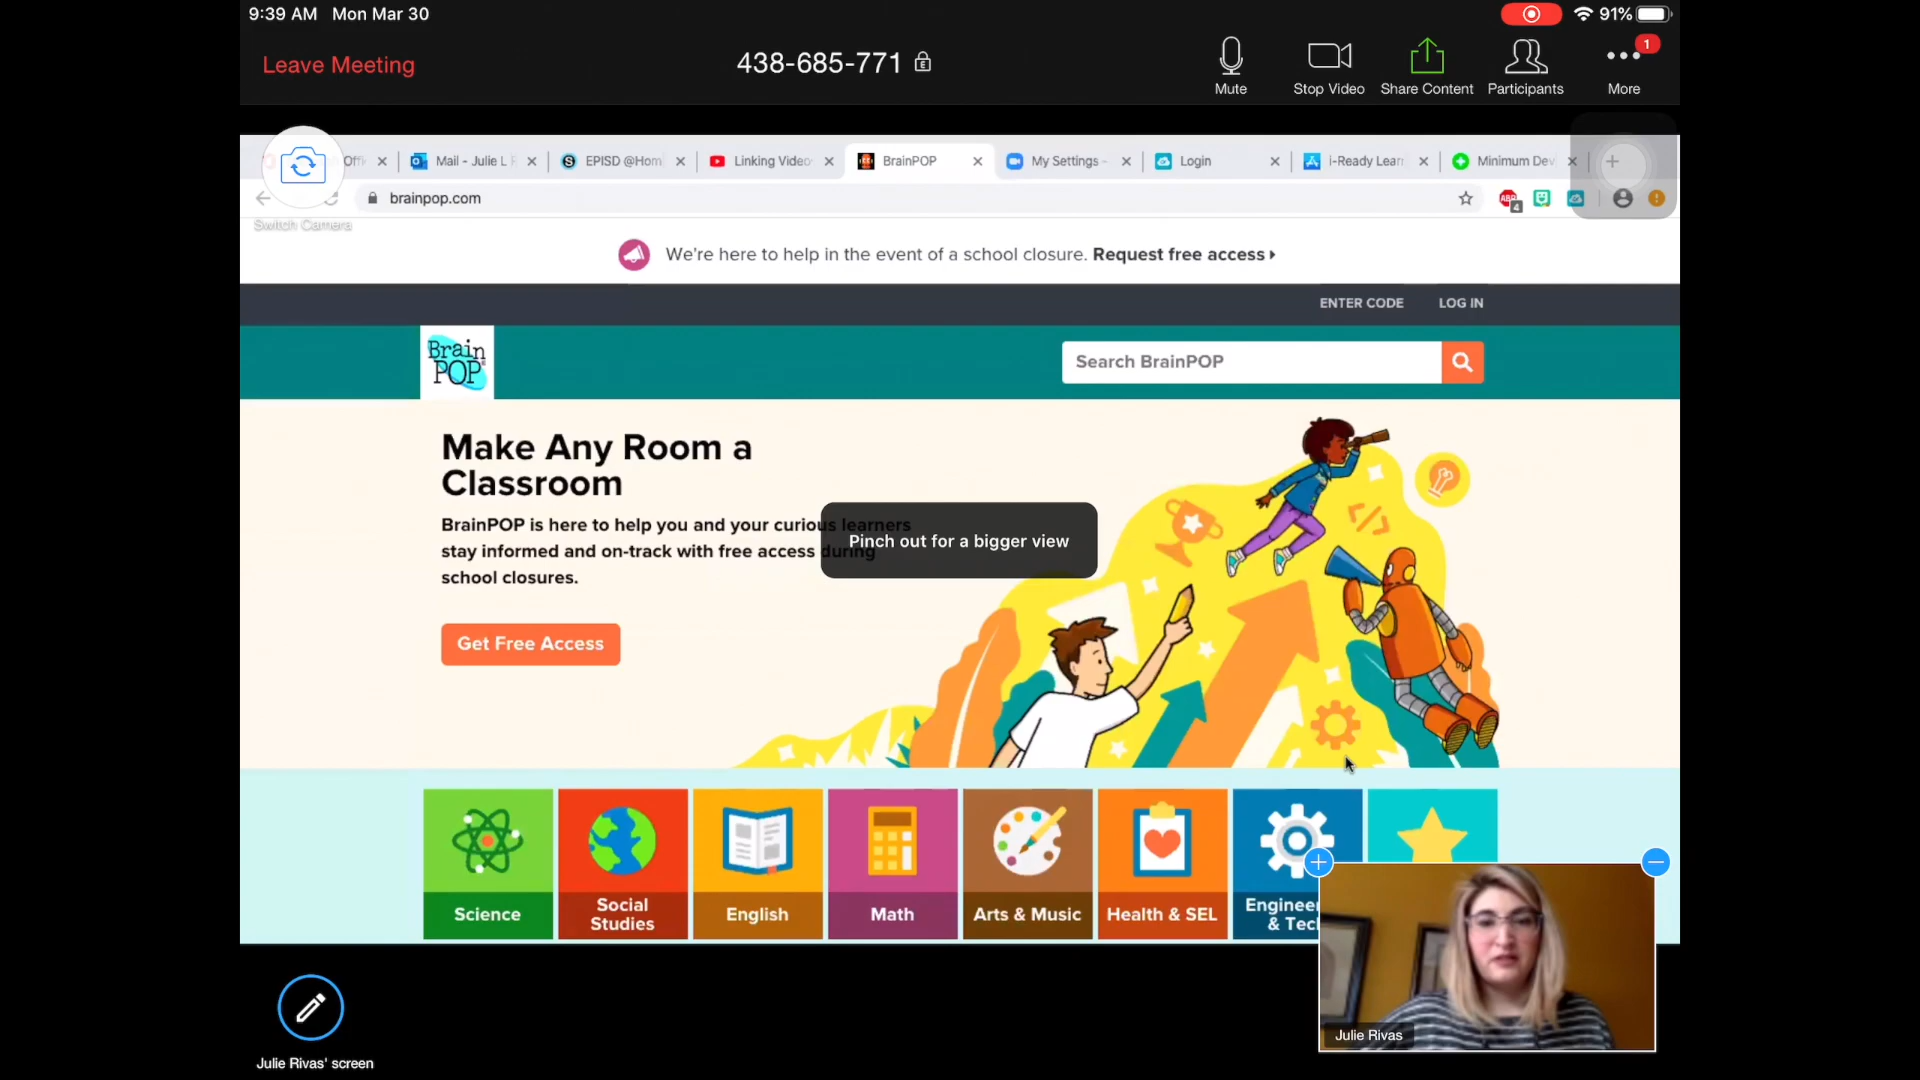 9:39 AM Mon Mar 30
91%
Leave Meeting
438-685-771
Mute
Stop Video
Share Content
Participants
1
More
Mail - Julie L
EPISD @Hom
Linking Video
BrainPOP
My Settings -
Login
i-Ready Lear
Minimum Dev
brainpop.com
ABP
4
Switch Camera
We're here to help in the event of a school closure. Request free access
ENTER CODE
LOG IN
Brain
POP
Search BrainPOP
Make Any Room a
Classroom
BrainPOP is here to help you and your curious learners
stay informed and on-track with free access during
school closures.
Pinch out for a bigger view
Get Free Access
Science
Social
Studies
English
Math
Arts & Music
Health & SEL
Engineer
& Tec
Julie Rivas
Julie Rivas' screen